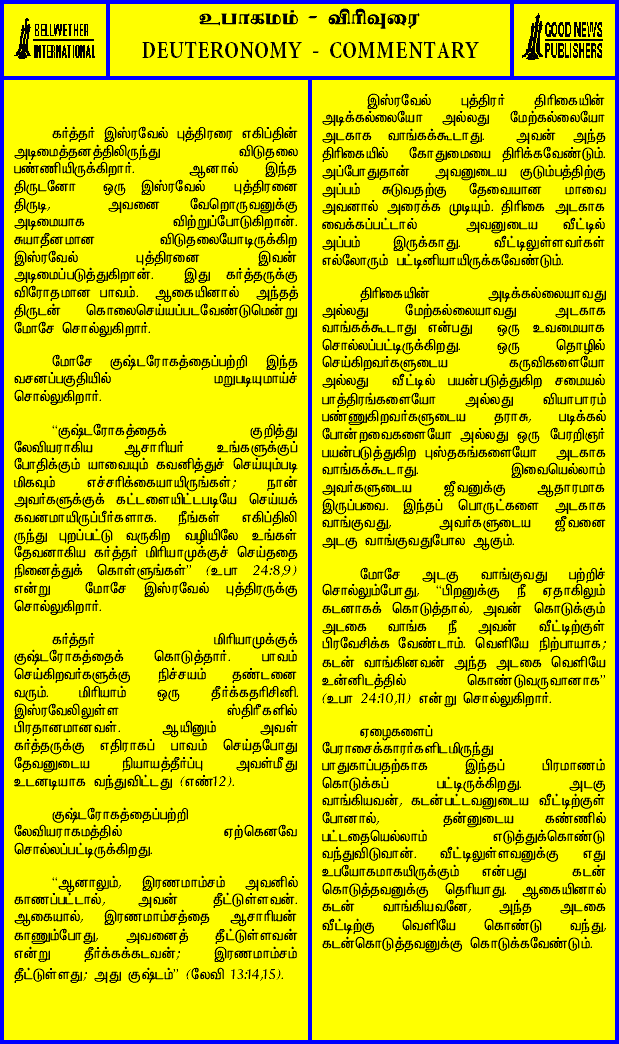 BELLWETHER
INTERNATIONAL
உபாகமம் - விரிவுரை
DEUTERONOMY - COMMENTARY
GOOD NEWS
PUBLISHERS
கர்த்தர் இஸ்ரவேல் புத்திரரை எகிப்தின்
அடிமைத்தனத்திலிருந்து விடுதலை
பண்ணியிருக்கிறார். ஆனால் இந்த
திருடனோ ஒரு இஸ்ரவேல் புத்திரனை
திருடி, அவனை வேறொருவனுக்கு
அடிமையாக விற்றுப்போடுகிறான்.
சுயாதீனமான விடுதலையோடிருக்கிற
இஸ்ரவேல் புத்திரனை இவன்
அடிமைப்படுத்துகிறான். இது கர்த்தருக்கு
விரோதமான பாவம். ஆகையினால் அந்தத்
திருடன் கொலைசெய்யப்படவேண்டுமென்று
மோசே சொல்லுகிறார்.
மோசே குஷ்டரோகத்தைப்பற்றி இந்த
வசனப்பகுதியில் மறுபடியுமாய்ச்
சொல்லுகிறார்.
“குஷ்டரோகத்தைக் குறித்து
லேவியராகிய ஆசாரியர் உங்களுக்குப்
போதிக்கும் யாவையும் கவனித்துச் செய்யும்படி
மிகவும் எச்சரிக்கையாயிருங்கள்; நான்
அவர்களுக்குக் கட்டளையிட்டபடியே செய்யக்
கவனமாயிருப்பீர்களாக. நீங்கள் எகிப்திலி
ருந்து புறப்பட்டு வருகிற வழியிலே உங்கள்
தேவனாகிய கர்த்தர் மிரியாமுக்குச் செய்ததை
நினைத்துக் கொள்ளுங்கள்” (உபா 24:8,9)
என்று மோசே இஸ்ரவேல் புத்திரருக்கு
சொல்லுகிறார்.
கர்த்தர் மிரியாமுக்குக்
குஷ்டரோகத்தைக் கொடுத்தார். பாவம்
செய்கிறவர்களுக்கு நிச்சயம் தண்டனை
வரும். மிரியாம் ஒரு தீர்க்கதரிசினி.
இஸ்ரவேலிலுள்ள ஸ்திரீகளில்
பிரதானமானவள். ஆயினும் அவள்
கர்த்தருக்கு எதிராகப் பாவம் செய்தபோது
தேவனுடைய நியாயத்தீர்ப்பு அவள்மீது
உடனடியாக வந்துவிட்டது (எண்12).
குஷ்டரோகத்தைப்பற்றி
லேவியராகமத்தில் ஏற்கெனவே
சொல்லப்பட்டிருக்கிறது.
“ஆனாலும், இரணமாம்சம் அவனில்
காணப்பட்டால், அவன் தீட்டுள்ளவன்.
ஆகையால், இரணமாம்சத்தை ஆசாரியன்
காணும்போது, அவனைத் தீட்டுள்ளவன்
என்று தீர்க்கக்கடவன்; இரணமாம்சம்
தீட்டுள்ளது; அது குஷ்டம்” (லேவி 13:14,15).
இஸ்ரவேல் புத்திரர் திரிகையின்
அடிக்கல்லையோ அல்லது மேற்கல்லையோ
அடகாக வாங்கக்கூடாது. அவன் அந்த
திரிகையில் கோதுமையை திரிக்கவேண்டும்.
அப்போதுதான் அவனுடைய குடும்பத்திற்கு
அப்பம் சுடுவதற்கு தேவையான மாவை
அவனால் அரைக்க முடியும். திரிகை அடகாக
வைக்கப்பட்டால் அவனுடைய வீட்டில்
அப்பம் இருக்காது. வீட்டிலுள்ளவர்கள்
எல்லோரும் பட்டினியாயிருக்கவேண்டும்.
திரிகையின் அடிக்கல்லையாவது
அல்லது மேற்கல்லையாவது அடகாக
வாங்கக்கூடாது என்பது ஒரு உவமையாக
சொல்லப்பட்டிருக்கிறது. ஒரு தொழில்
செய்கிறவர்களுடைய கருவிகளையோ
அல்லது வீட்டில் பயன்படுத்துகிற சமையல்
பாத்திரங்களையோ அல்லது வியாபாரம்
பண்ணுகிறவர்களுடைய தராசு, படிக்கல்
போன்றவைகளையோ அல்லது ஒரு பேரறிஞர்
பயன்படுத்துகிற புஸ்தகங்களையோ அடகாக
வாங்கக்கூடாது. இவையெல்லாம்
அவர்களுடைய ஜீவனுக்கு ஆதாரமாக
இருப்பவை. இந்தப் பொருட்களை அடகாக
வாங்குவது, அவர்களுடைய ஜீவனை
அடகு வாங்குவதுபோல ஆகும்.
மோசே அடகு வாங்குவது பற்றிச்
சொல்லும்போது, “பிறனுக்கு நீ ஏதாகிலும்
கடனாகக் கொடுத்தால், அவன் கொடுக்கும்
அடகை வாங்க நீ அவன் வீட்டிற்குள்
பிரவேசிக்க வேண்டாம். வெளியே நிற்பாயாக;
கடன் வாங்கினவன் அந்த அடகை வெளியே
உன்னிடத்தில் கொண்டுவருவானாக”
(உபா 24:10,11) என்று சொல்லுகிறார்.
ஏழைகளைப்
பேராசைக்காரர்களிடமிருந்து
பாதுகாப்பதற்காக இந்தப் பிரமாணம்
கொடுக்கப் பட்டிருக்கிறது. அடகு
வாங்கியவன், கடன்பட்டவனுடைய வீட்டிற்குள்
போனால், தன்னுடைய கண்ணில்
பட்டதையெல்லாம் எடுத்துக்கொண்டு
வந்துவிடுவான். வீட்டிலுள்ளவனுக்கு எது
உபயோகமாகயிருக்கும் என்பது கடன்
கொடுத்தவனுக்கு தெரியாது. ஆகையினால்
கடன் வாங்கியவனே, அந்த அடகை
வீட்டிற்கு வெளியே கொண்டு வந்து,
கடன்கொடுத்தவனுக்கு கொடுக்கவேண்டும்.